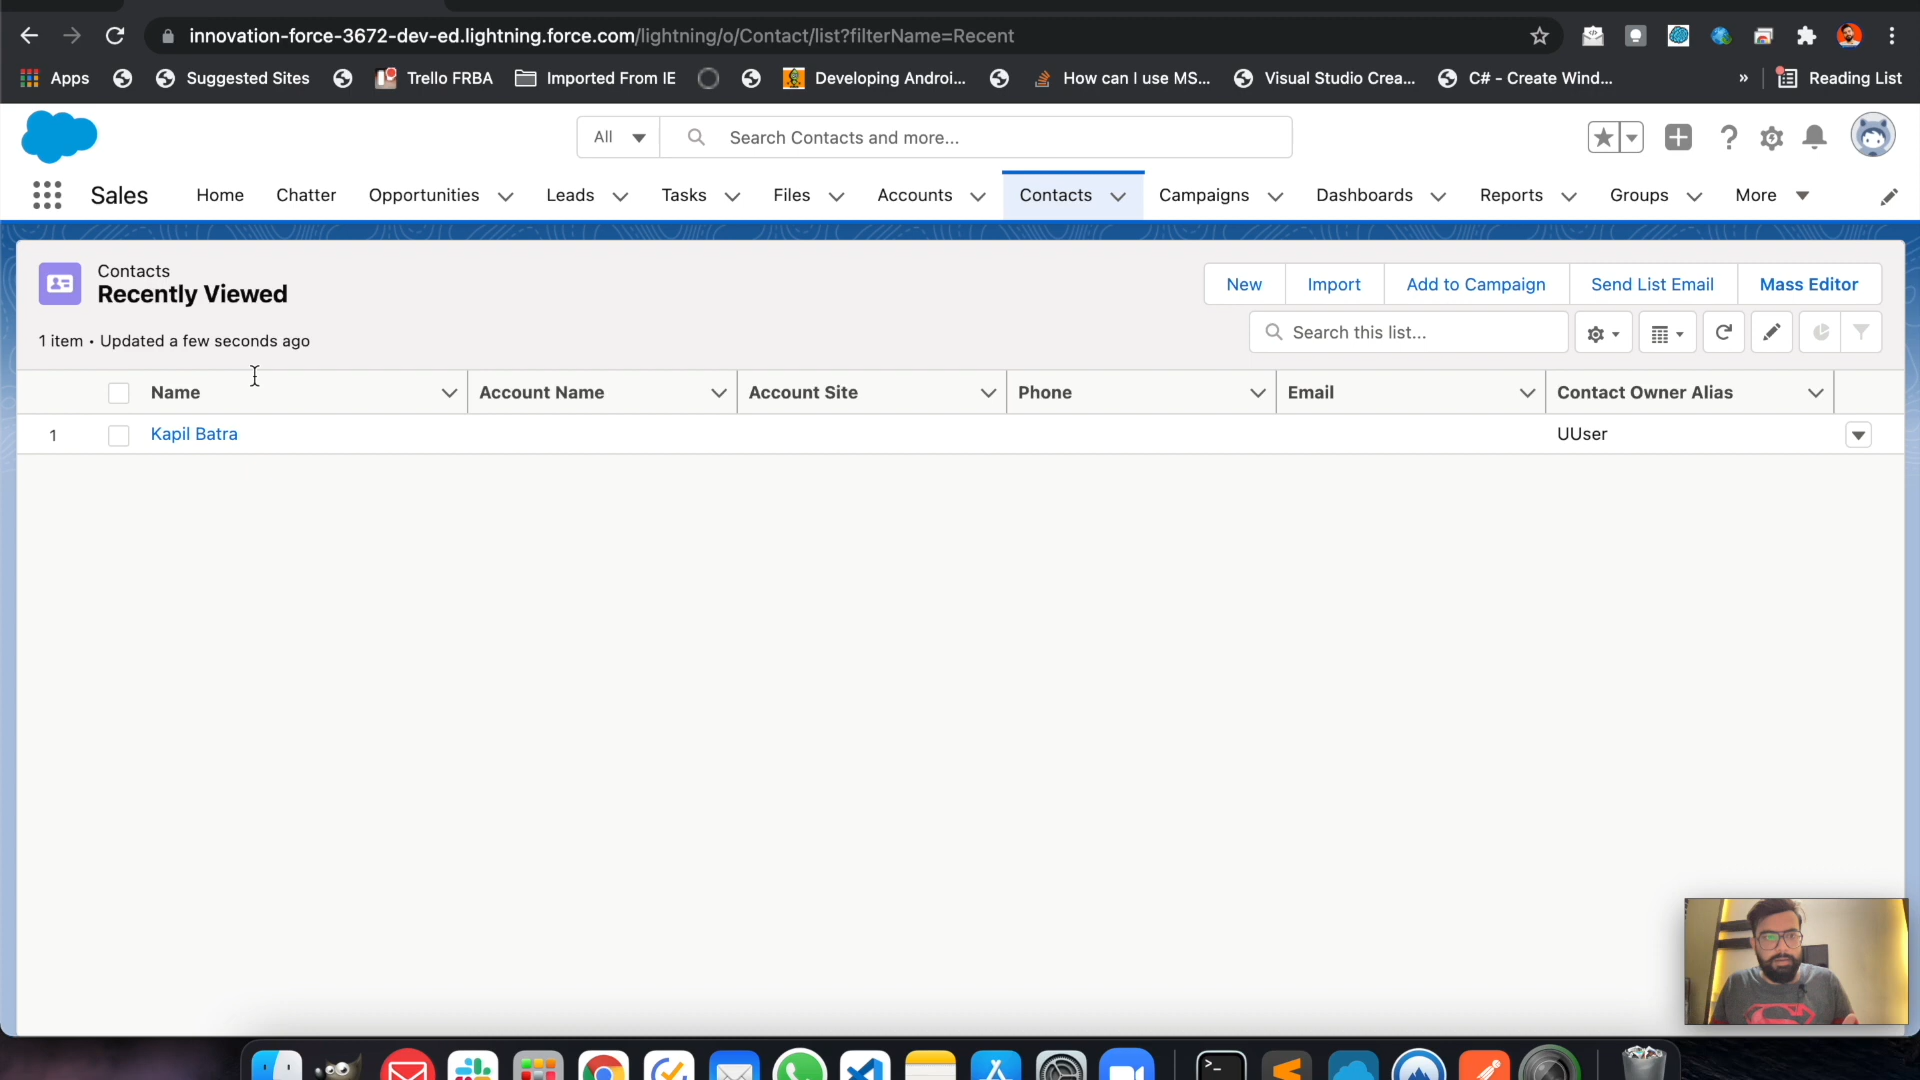 innovation-force-3672-dev-ed.lightning.force.com/lightning/o/Contact/list?filterName=Recent
Apps Suggested Sites Trello FRBA Imported From IE Developing Androi... How can I use MS... Visual Studio Crea... C# - Create Wind... » Reading List
All Search Contacts and more...
Sales Home Chatter Opportunities Leads Tasks Files Accounts Contacts Campaigns Dashboards Reports Groups More
Contacts
Recently Viewed
New Import Add to Campaign Send List Email Mass Editor
1 item • Updated a few seconds ago
Search this list...
Name Account Name Account Site Phone Email Contact Owner Alias
1 Kapil Batra UUser